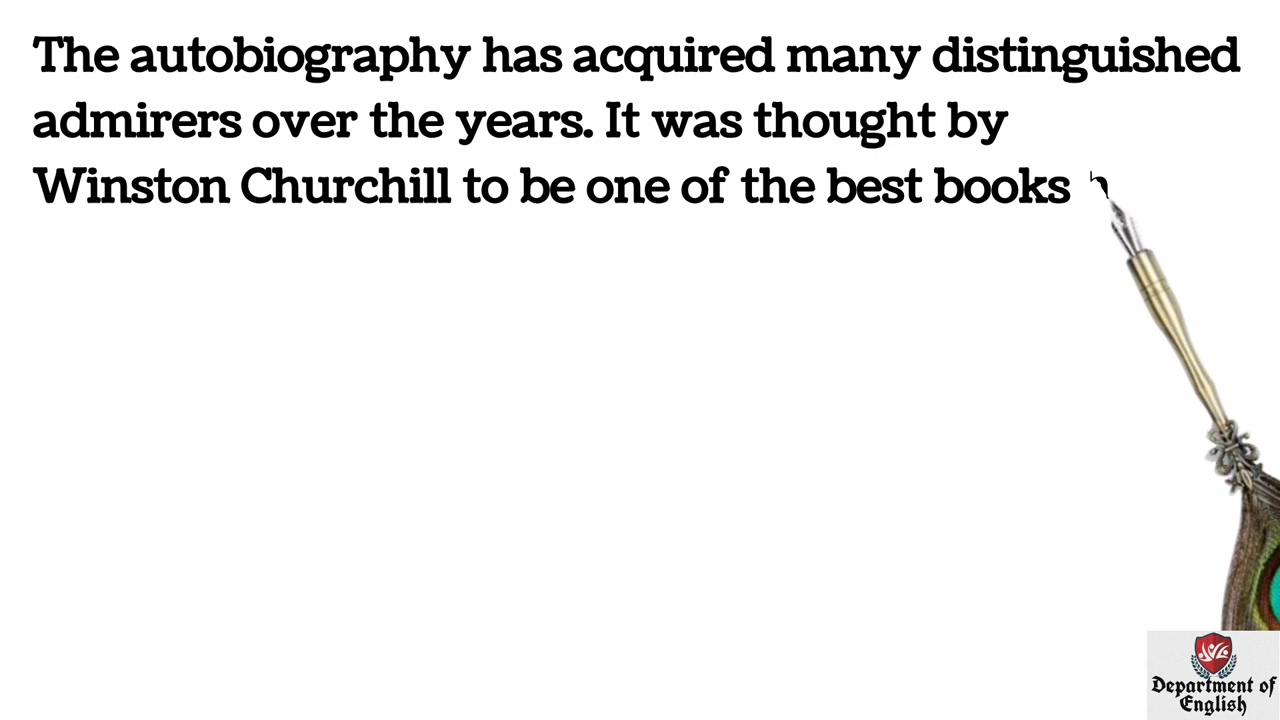 The autobiography has acquired many distinguished
admirers over the years. It was thought by
Winston Churchill to be one of the best books
Department of
English